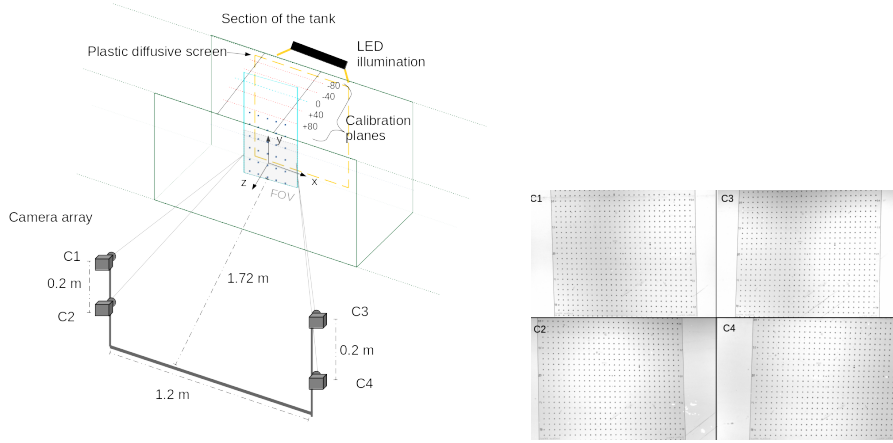 Section of the tank
Plastic diffusive screen
LED
illumination
-80
-40
0
+40
+80
Calibration
planes
y
x
z
FOV
Camera array
C1
0.2 m
C2
1.72 m
C3
0.2 m
C4
1.2 m
C1
C3
C2
C4